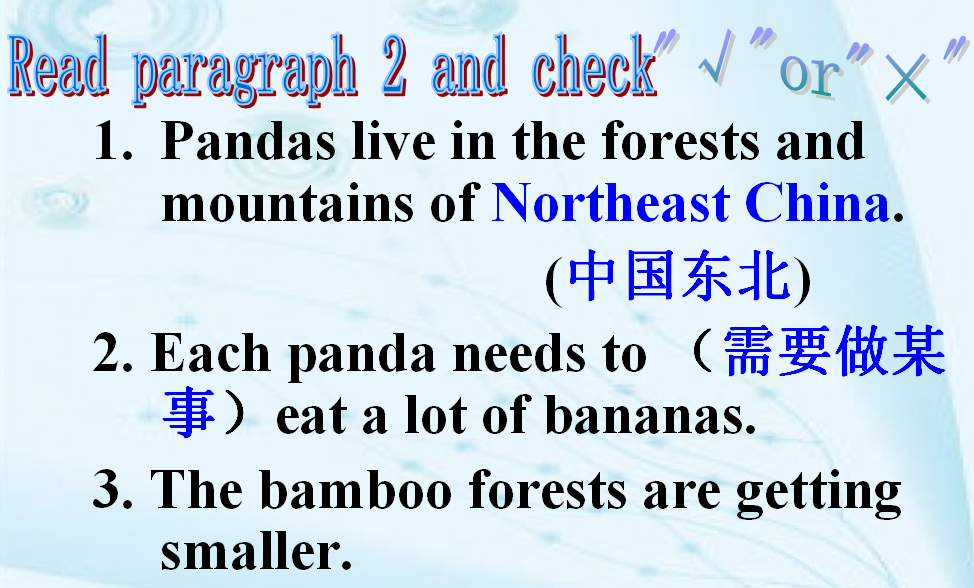 Read paragraph 2 and check" √ "or" × "
1. Pandas live in the forests and
mountains of Northeast China.
(中国东北)
2. Each panda needs to （需要做某
事）eat a lot of bananas.
3. The bamboo forests are getting
smaller.